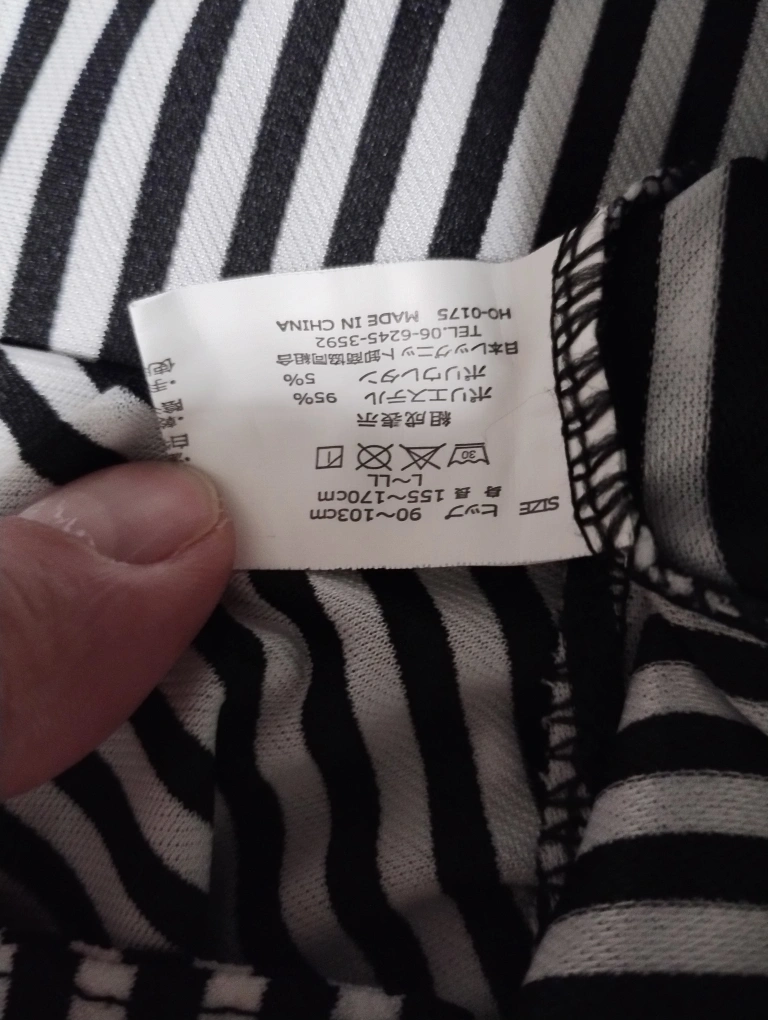 SIZE
ヒップ 90～103cm
身長 155～170cm
L～LL
30
組成表示
ポリエステル 95%
ポリウレタン 5%
日本レッグニット卸商協同組合
TEL.06-6245-3592
HO-0175 MADE IN CHINA